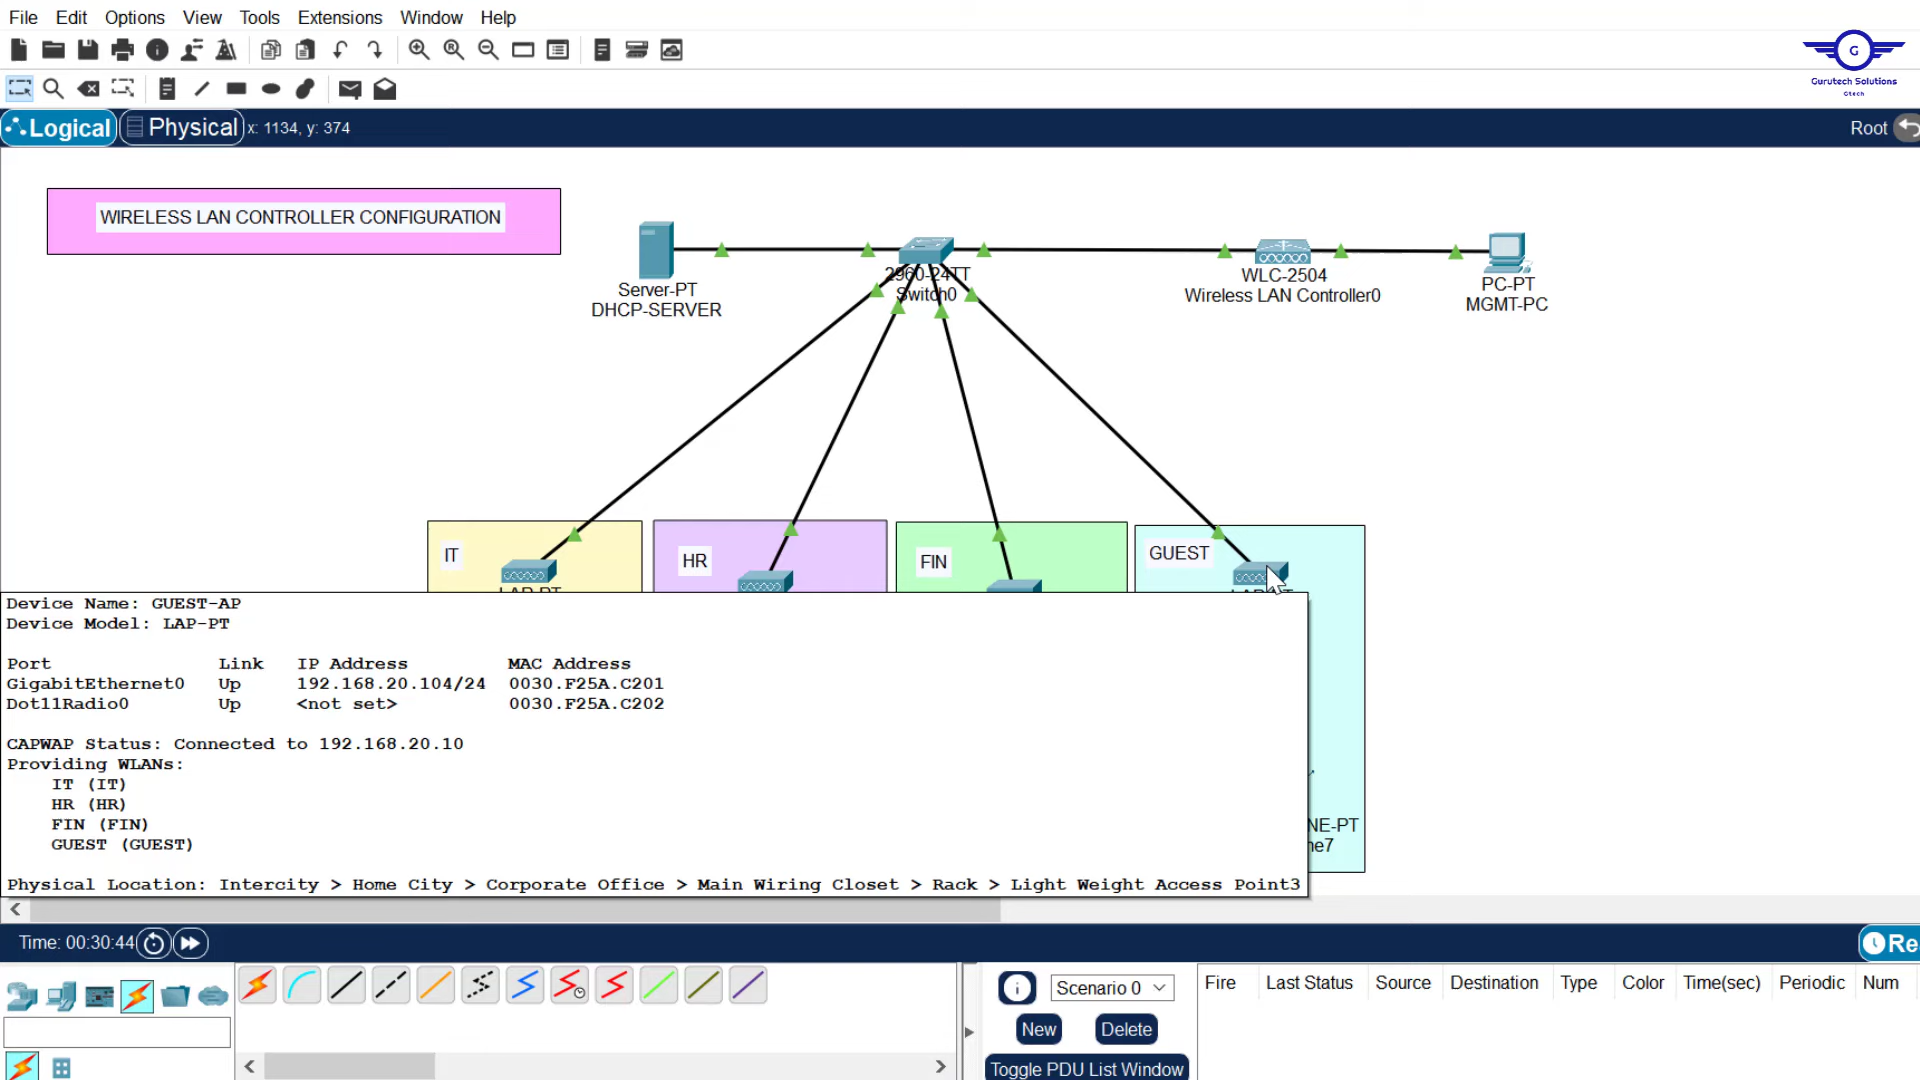 File Edit Options View Tools Extensions Window Help
G
Gurutech Solutions
Gtech
Logical Physical x: 1134, y: 374 Root
WIRELESS LAN CONTROLLER CONFIGURATION
Server-PT
DHCP-SERVER
2960-24TT
Switch0
WLC-2504
Wireless LAN Controller0
PC-PT
MGMT-PC
IT
HR
FIN
GUEST
Device Name: GUEST-AP
Device Model: LAP-PT
Port Link IP Address MAC Address
GigabitEthernet0 Up 192.168.20.104/24 0030.F25A.C201
Dot11Radio0 Up <not set> 0030.F25A.C202
CAPWAP Status: Connected to 192.168.20.10
Providing WLANs:
IT (IT)
HR (HR)
FIN (FIN)
GUEST (GUEST)
Physical Location: Intercity > Home City > Corporate Office > Main Wiring Closet > Rack > Light Weight Access Point3
NE-PT
ne7
Time: 00:30:44
Re
Scenario 0
New Delete
Toggle PDU List Window
Fire Last Status Source Destination Type Color Time(sec) Periodic Num